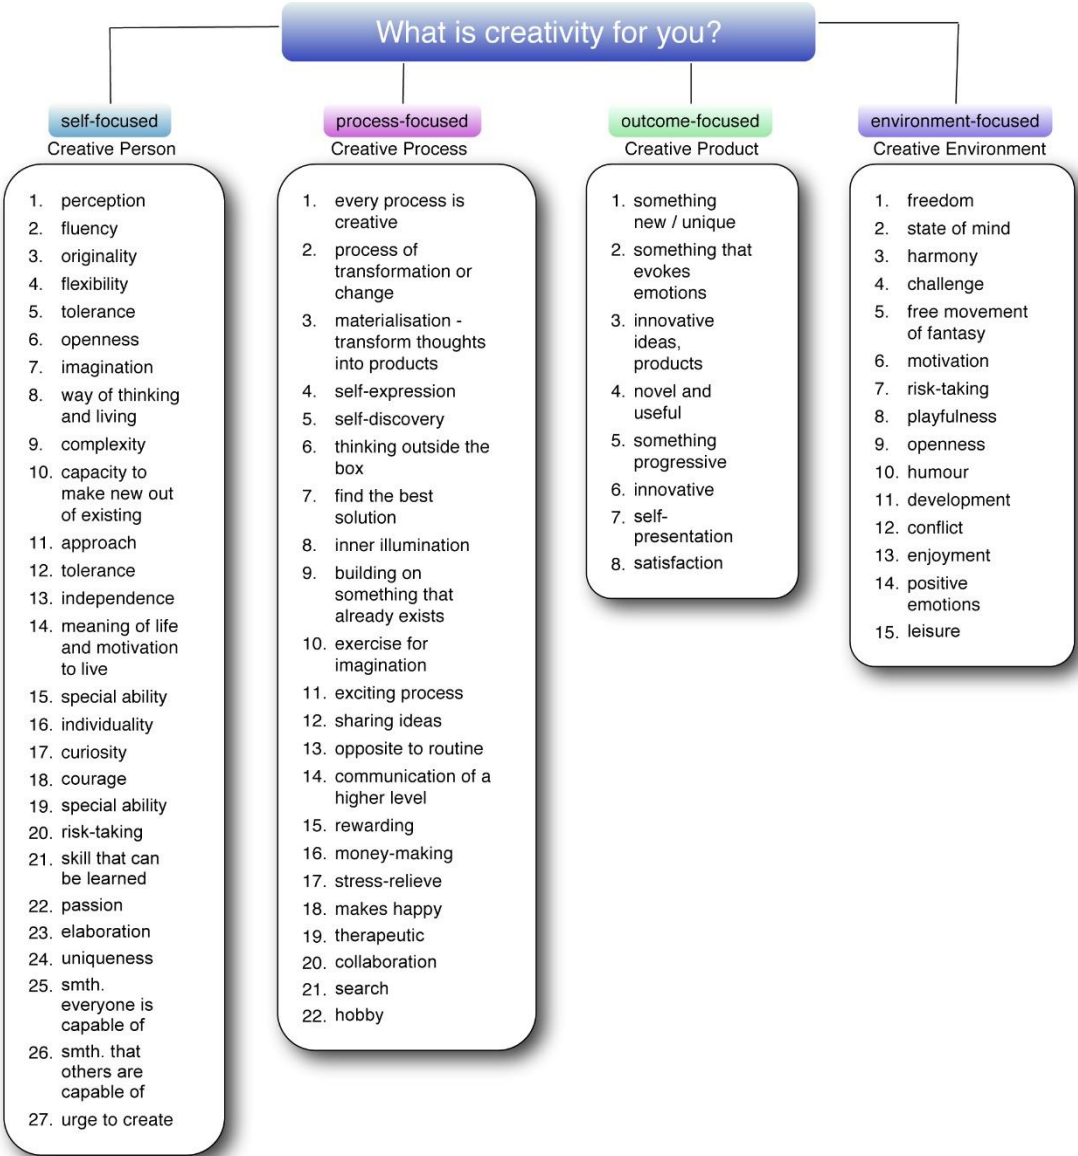 What is creativity for you?
self-focused
Creative Person
1. perception
2. fluency
3. originality
4. flexibility
5. tolerance
6. openness
7. imagination
8. way of thinking
and living
9. complexity
10. capacity to
make new out
of existing
11. approach
12. tolerance
13. independence
14. meaning of life
and motivation
to live
15. special ability
16. individuality
17. curiosity
18. courage
19. special ability
20. risk-taking
21. skill that can
be learned
22. passion
23. elaboration
24. uniqueness
25. smth.
everyone is
capable of
26. smth. that
others are
capable of
27. urge to create
process-focused
Creative Process
1. every process is
creative
2. process of
transformation or
change
3. materialisation -
transform thoughts
into products
4. self-expression
5. self-discovery
6. thinking outside the
box
7. find the best
solution
8. inner illumination
9. building on
something that
already exists
10. exercise for
imagination
11. exciting process
12. sharing ideas
13. opposite to routine
14. communication of a
higher level
15. rewarding
16. money-making
17. stress-relieve
18. makes happy
19. therapeutic
20. collaboration
21. search
22. hobby
outcome-focused
Creative Product
1. something
new / unique
2. something that
evokes
emotions
3. innovative
ideas,
products
4. novel and
useful
5. something
progressive
6. innovative
7. self-
presentation
8. satisfaction
environment-focused
Creative Environment
1. freedom
2. state of mind
3. harmony
4. challenge
5. free movement
of fantasy
6. motivation
7. risk-taking
8. playfulness
9. openness
10. humour
11. development
12. conflict
13. enjoyment
14. positive
emotions
15. leisure